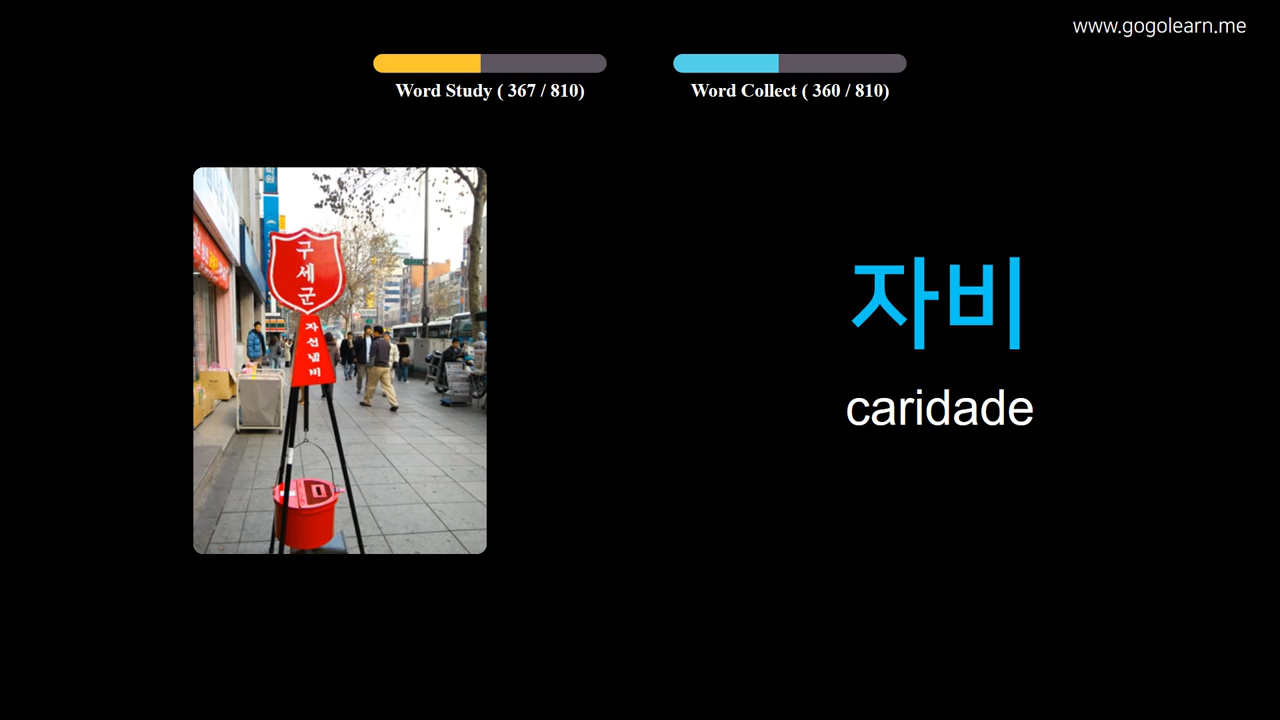 www.gogolearn.me
Word Study ( 367 / 810)
Word Collect ( 360 / 810)
구세군
자선냄비
자비
caridade